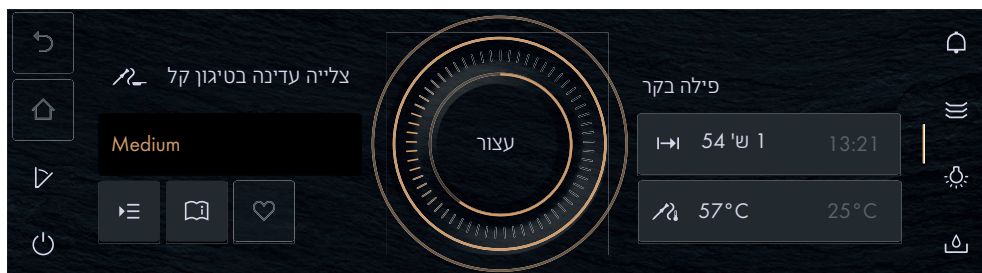 צלייה עדינה בטיגון קל
Medium
עצור
פילה בקר
1 ש' 54 13:21
57°C 25°C